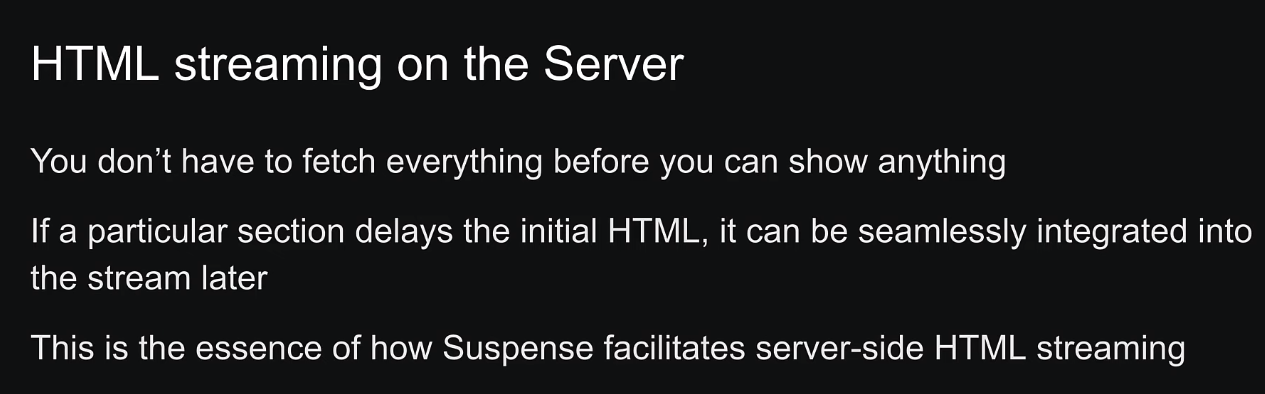 HTML streaming on the Server
You don’t have to fetch everything before you can show anything
If a particular section delays the initial HTML, it can be seamlessly integrated into
the stream later
This is the essence of how Suspense facilitates server-side HTML streaming